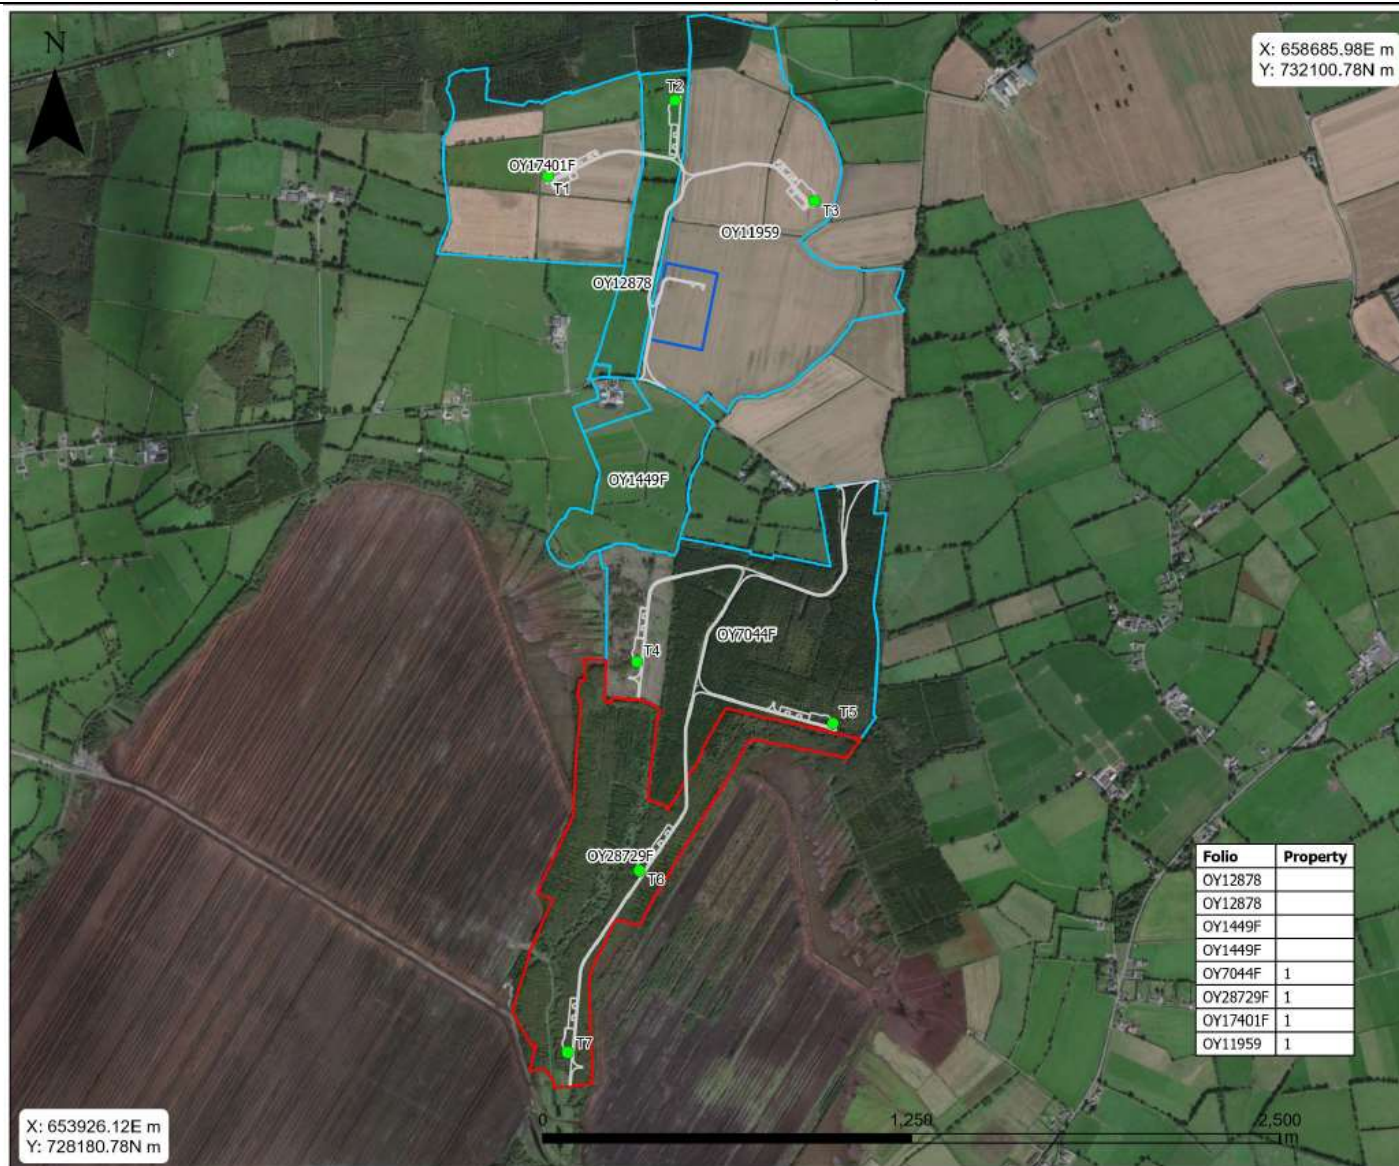 N
X: 658685.98E m
Y: 732100.78N m
T2
OY17401F
T1
T3
OY11959
OY12878
OY1449F
OY7044F
T4
T5
OY28729F
T6
T7
Folio Property
OY12878
OY12878
OY1449F
OY1449F
OY7044F 1
OY28729F 1
OY17401F 1
OY11959 1
X: 653926.12E m
Y: 728180.78N m
0 1,250 2,500
m